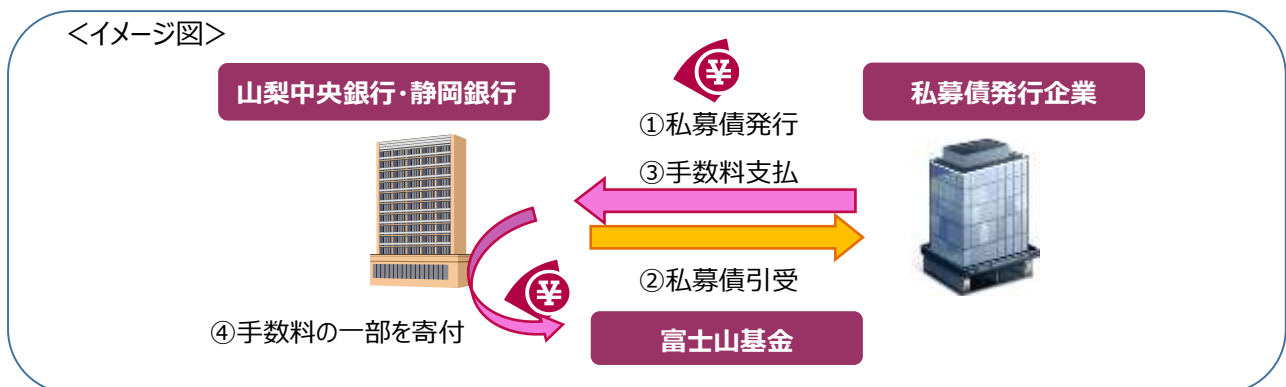 ＜イメージ図＞
山梨中央銀行・静岡銀行
¥
私募債発行企業
①私募債発行
③手数料支払
②私募債引受
¥
④手数料の一部を寄付
富士山基金